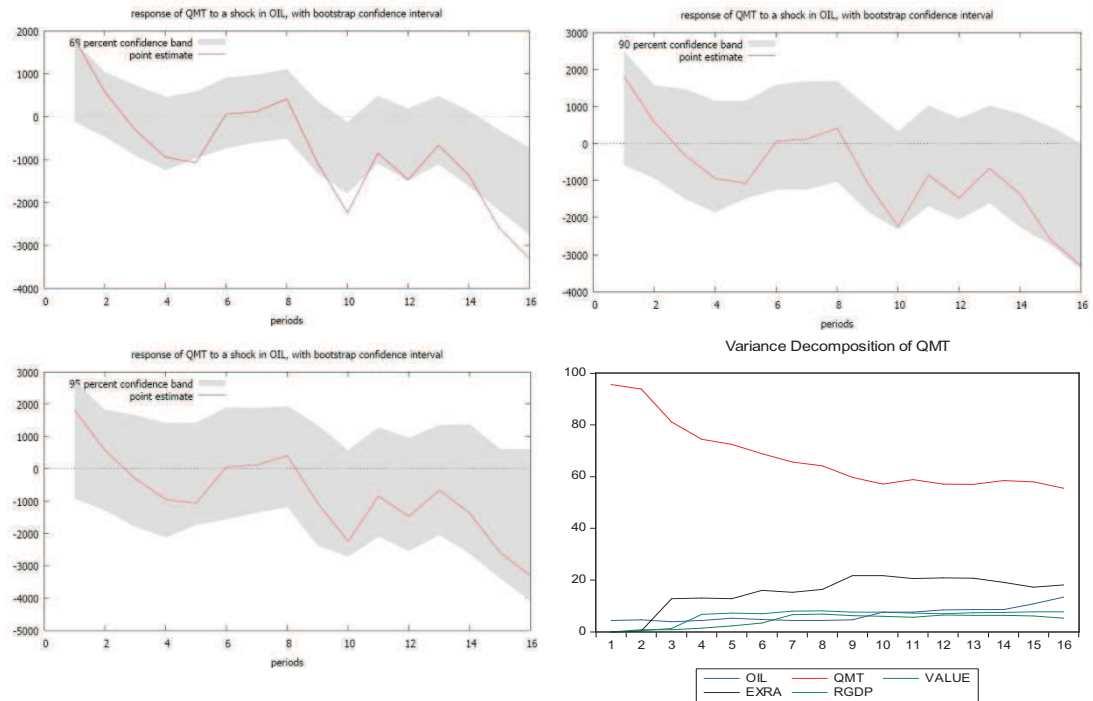 response of QMT to a shock in OIL, with bootstrap confidence interval
68 percent confidence band
point estimate
2000
1000
0
-1000
-2000
-3000
-4000
0 2 4 6 8 10 12 14 16
periods
response of QMT to a shock in OIL, with bootstrap confidence interval
90 percent confidence band
point estimate
3000
2000
1000
0
-1000
-2000
-3000
-4000
0 2 4 6 8 10 12 14 16
periods
response of QMT to a shock in OIL, with bootstrap confidence interval
95 percent confidence band
point estimate
3000
2000
1000
0
-1000
-2000
-3000
-4000
-5000
0 2 4 6 8 10 12 14 16
periods
Variance Decomposition of QMT
100
80
60
40
20
0
1 2 3 4 5 6 7 8 9 10 11 12 13 14 15 16
OIL QMT VALUE
EXRA RGDP